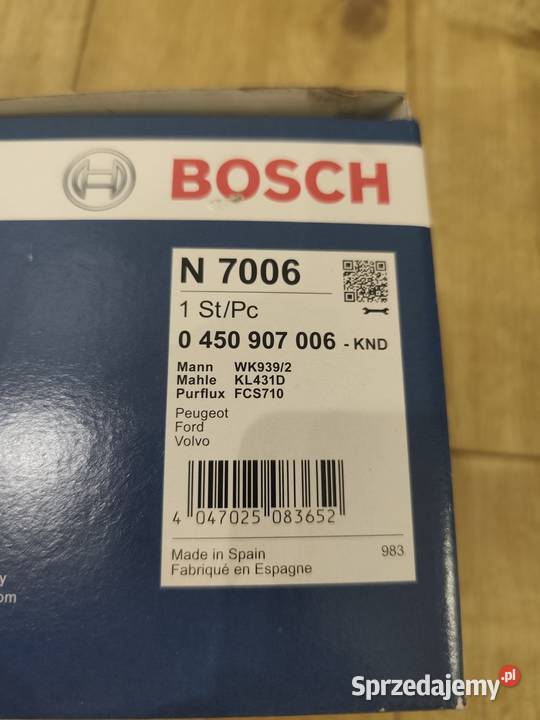 BOSCH
N 7006
1 St/Pc
0 450 907 006 - KND
Mann WK939/2
Mahle KL431D
Purflux FCS710
Peugeot
Ford
Volvo
4 047025 083652
Made in Spain 983
Fabriqué en Espagne
y
om
Sprzedajemy.pl